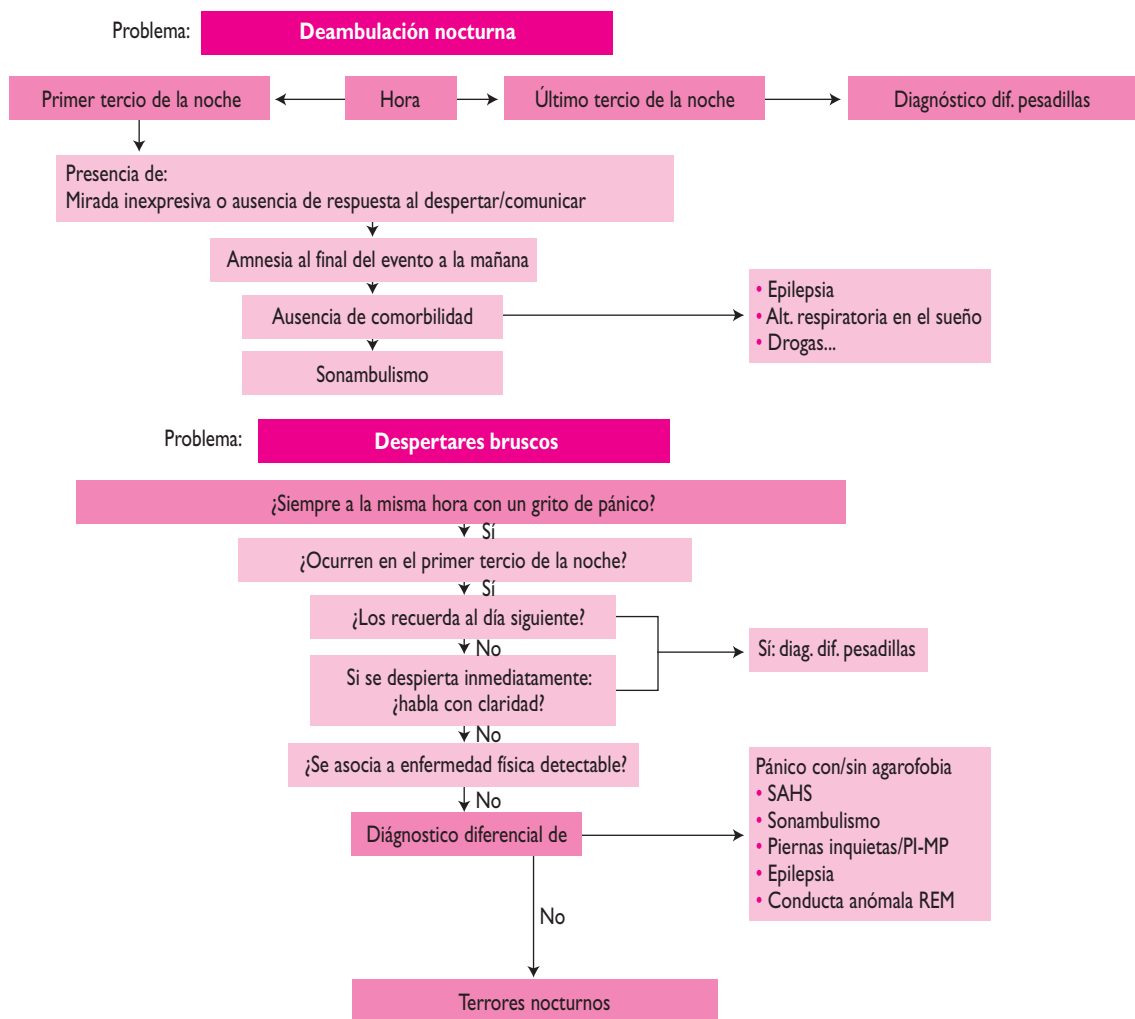 Problema:
Deambulación nocturna
Primer tercio de la noche
Hora
Último tercio de la noche
Diagnóstico dif. pesadillas
Presencia de:
Mirada inexpresiva o ausencia de respuesta al despertar/comunicar
Amnesia al final del evento a la mañana
Ausencia de comorbilidad
• Epilepsia
• Alt. respiratoria en el sueño
• Drogas...
Sonambulismo
Problema:
Despertares bruscos
¿Siempre a la misma hora con un grito de pánico?
Sí
¿Ocurren en el primer tercio de la noche?
Sí
¿Los recuerda al día siguiente?
No
Sí: diag. dif. pesadillas
Si se despierta inmediatamente:
¿habla con claridad?
No
¿Se asocia a enfermedad física detectable?
No
Diágnostico diferencial de
Pánico con/sin agarofobia
• SAHS
• Sonambulismo
• Piernas inquietas/PI-MP
• Epilepsia
• Conducta anómala REM
No
Terrores nocturnos